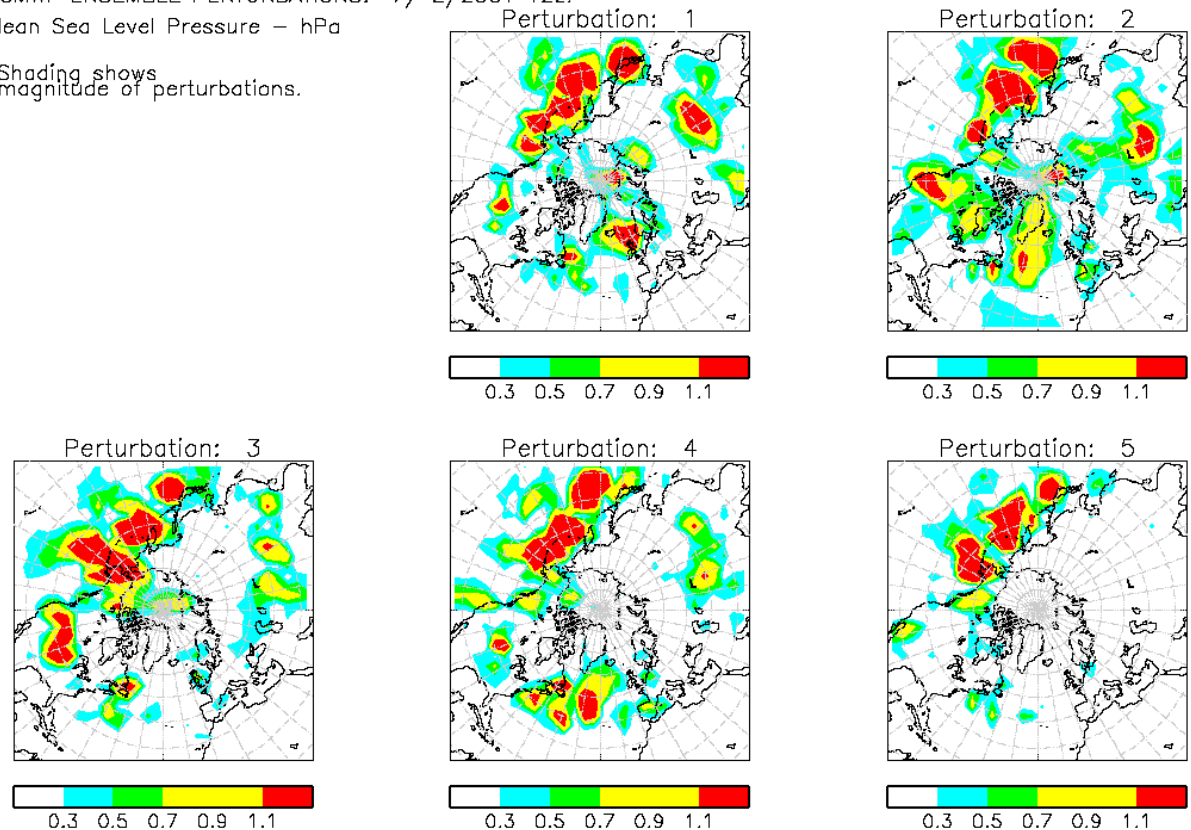 ENSEMBLE PERTURBATIONS:
Mean Sea Level Pressure – hPa
Shading shows
magnitude of perturbations.
Perturbation: 1
0.3 0.5 0.7 0.9 1.1
Perturbation: 2
0.3 0.5 0.7 0.9 1.1
Perturbation: 3
0.3 0.5 0.7 0.9 1.1
Perturbation: 4
0.3 0.5 0.7 0.9 1.1
Perturbation: 5
0.3 0.5 0.7 0.9 1.1